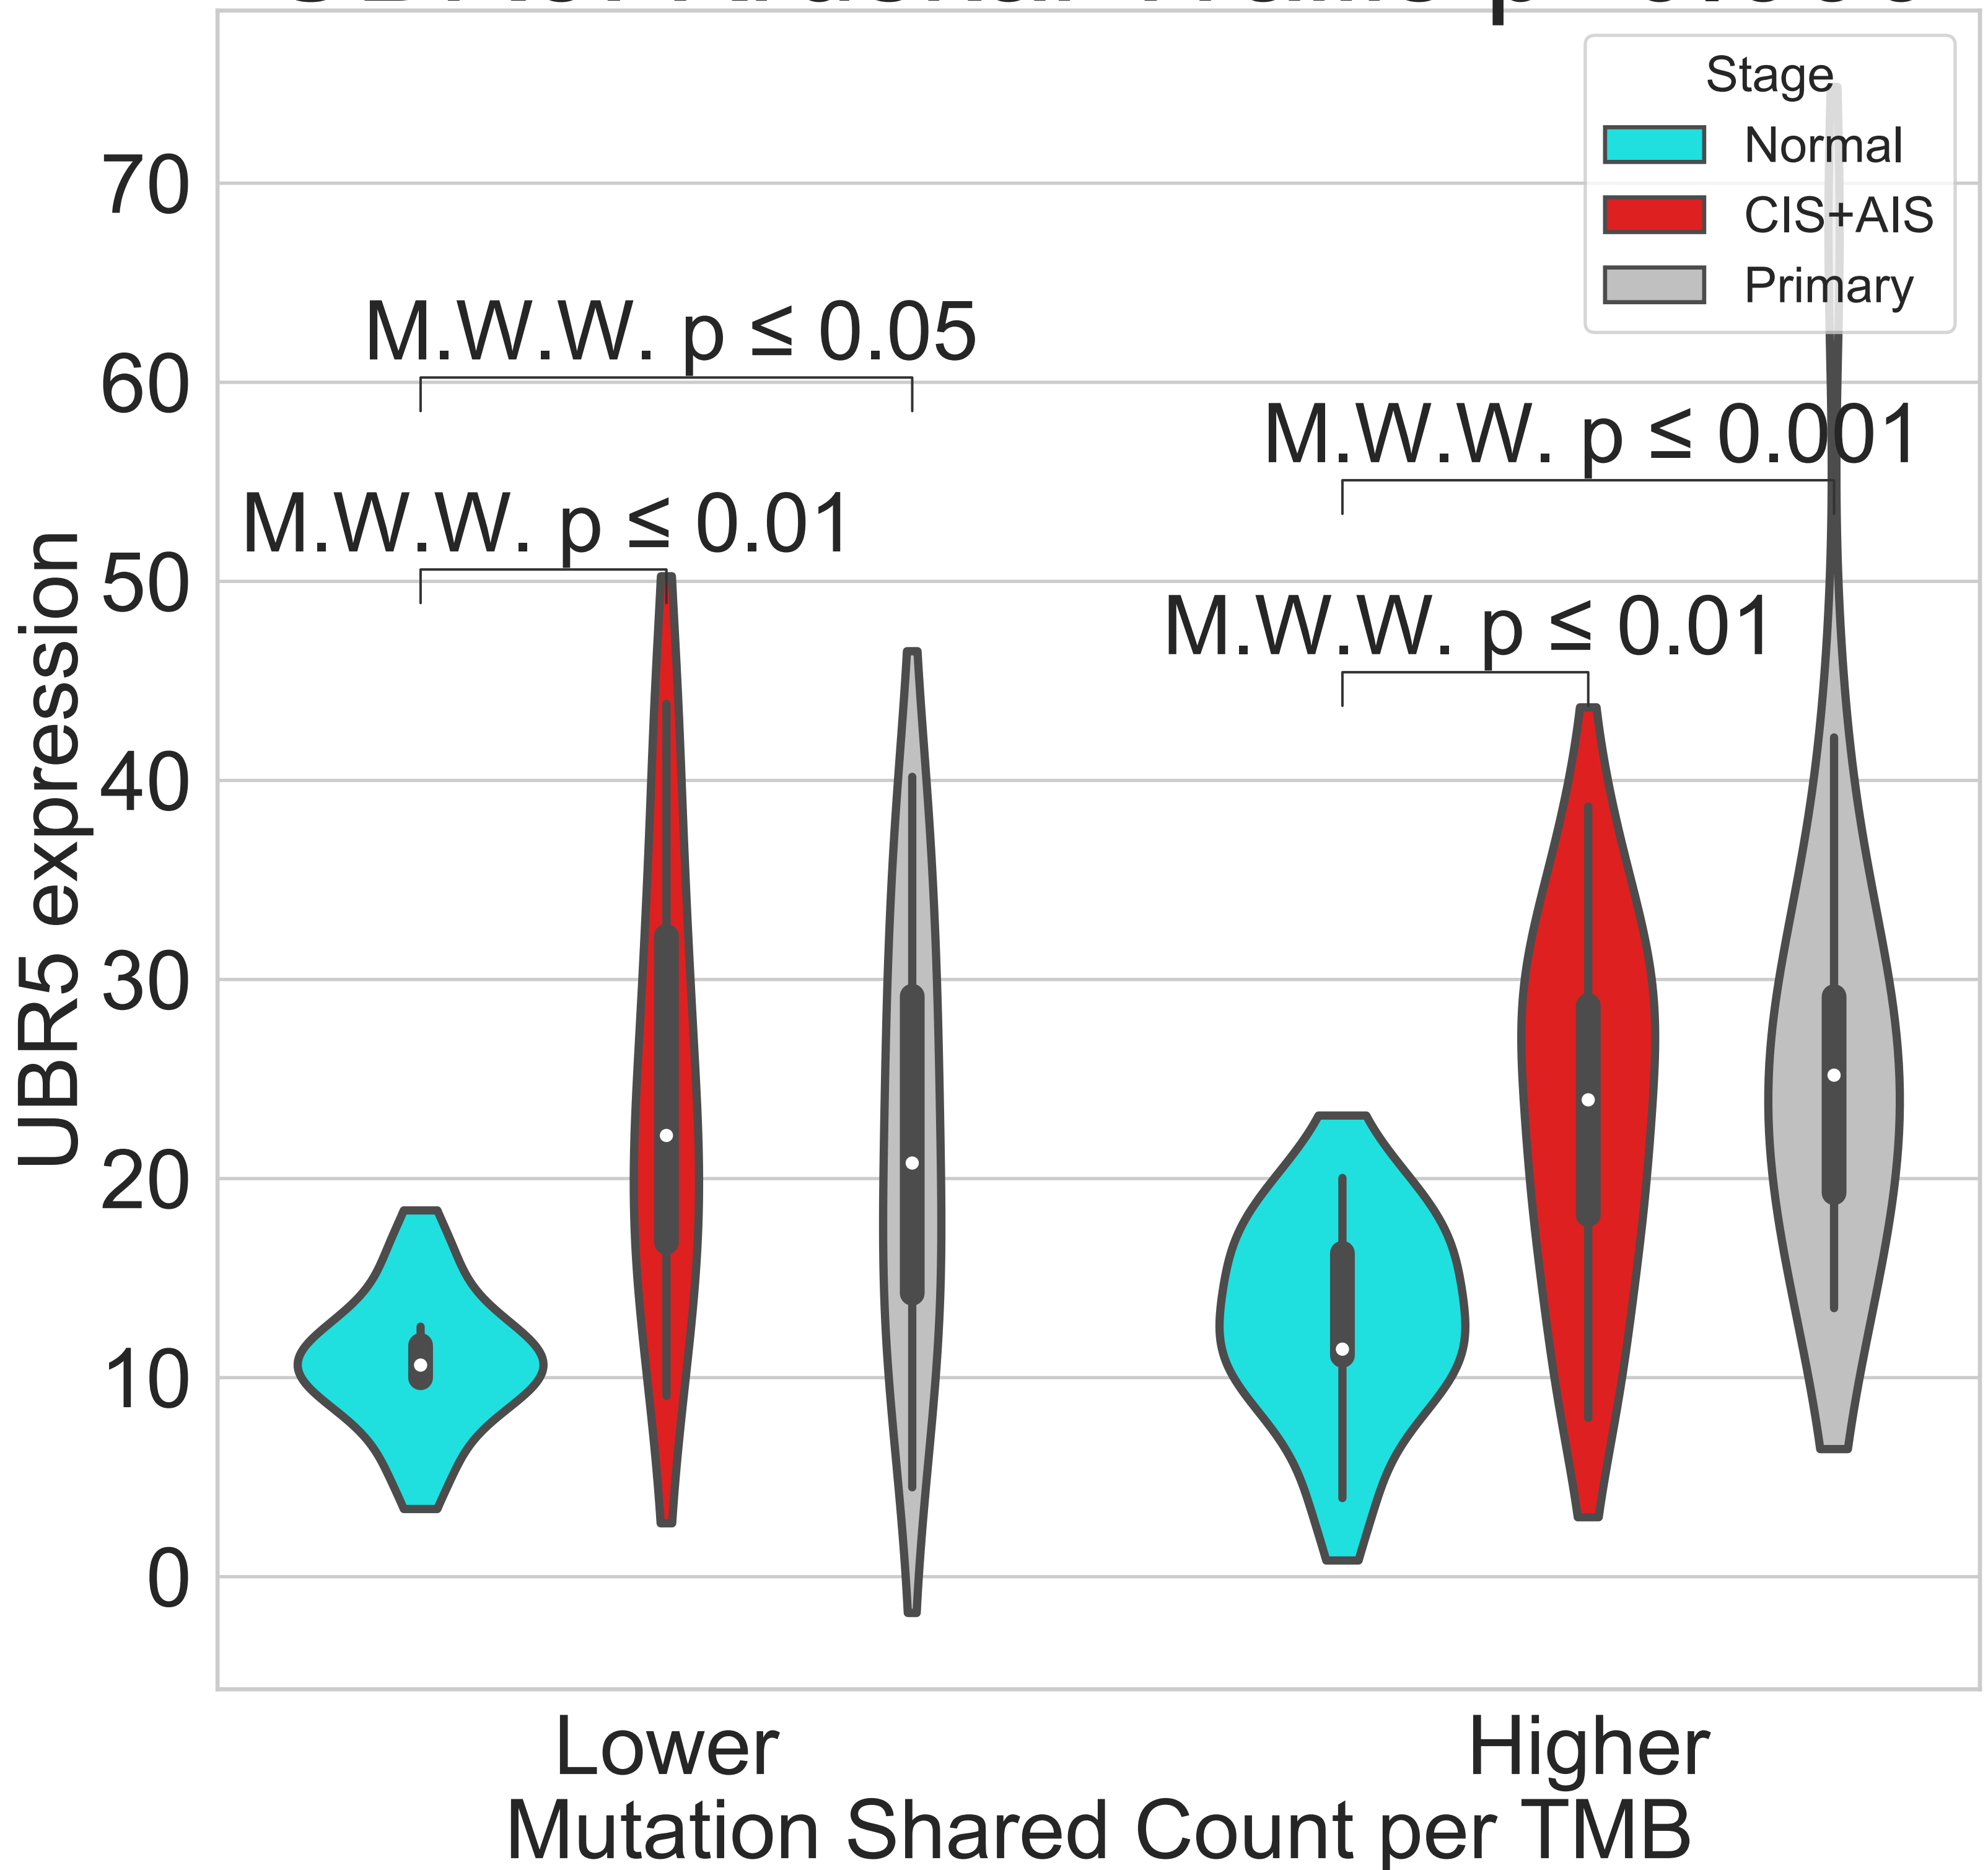 Stage
Normal
CIS+AIS
Primary
70
60
50
40
30
20
10
0
UBR5 expression
M.W.W. p ≤ 0.05
M.W.W. p ≤ 0.001
M.W.W. p ≤ 0.01
M.W.W. p ≤ 0.01
Lower
Higher
Mutation Shared Count per TMB